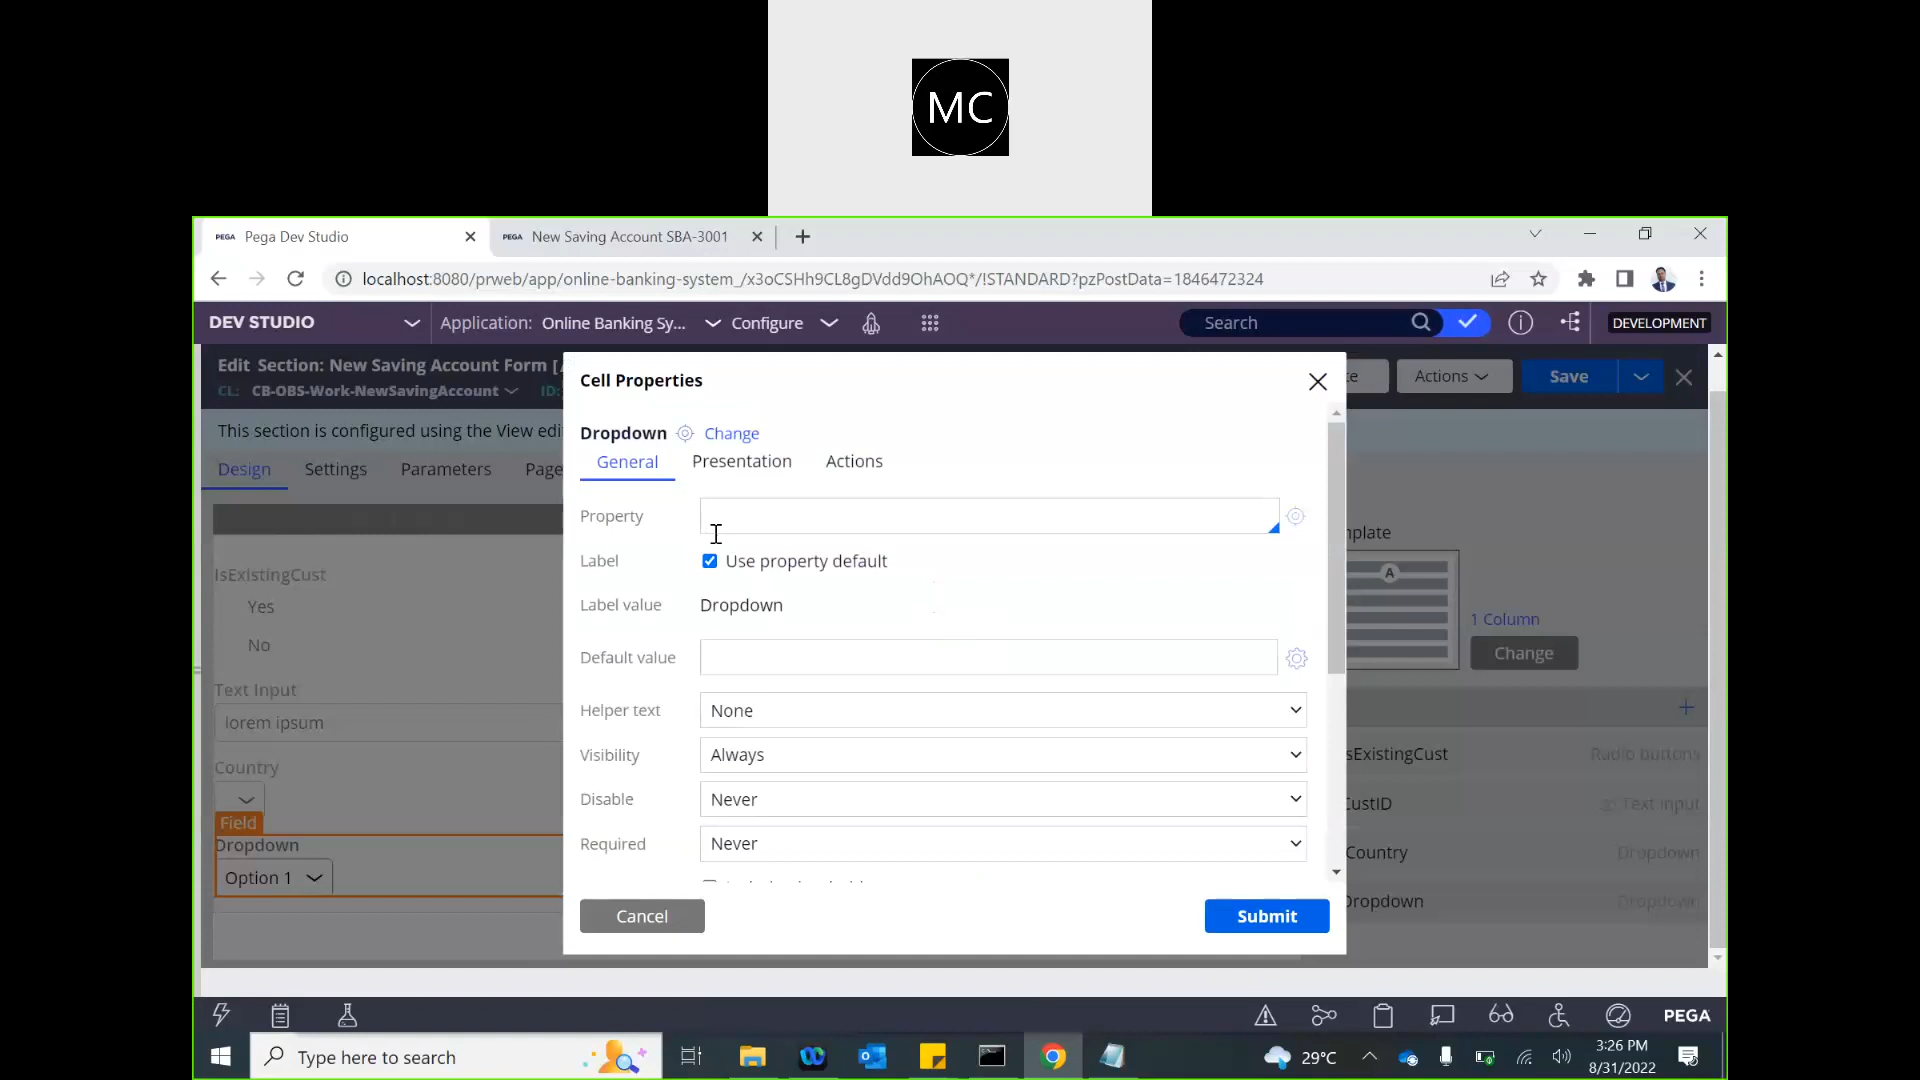 MC
PEGA Pega Dev Studio
PEGA New Saving Account SBA-3001
localhost:8080/prweb/app/online-banking-system_/x3oCSHh9CL8gDVdd9OhAOQ*/!STANDARD?pzPostData=1846472324
DEV STUDIO
Application: Online Banking Sy...
Configure
Search
DEVELOPMENT
Edit Section: New Saving Account Form [
CL: CB-OBS-Work-NewSavingAccount
ID:
Actions
Save
This section is configured using the View edi
Design
Settings
Parameters
Page
IsExistingCust
Yes
No
Text Input
lorem ipsum
Country
Field
Dropdown
Option 1
Cell Properties
Dropdown
Change
General
Presentation
Actions
Property
Label
Use property default
Label value
Dropdown
Default value
Helper text
None
Visibility
Always
Disable
Never
Required
Never
Cancel
Submit
mplate
A
1 Column
Change
sExistingCust
Radio buttons
CustID
Text input
Country
Dropdown
Dropdown
Dropdown
PEGA
Type here to search
29°C
3:26 PM
8/31/2022